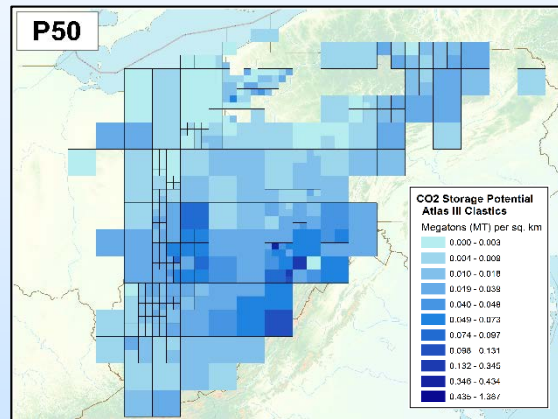 P50
CO2 Storage Potential
Atlas III Clastics
Megatons (MT) per sq. km
0.000 - 0.003
0.004 - 0.009
0.010 - 0.018
0.019 - 0.039
0.040 - 0.048
0.049 - 0.073
0.074 - 0.097
0.098 - 0.131
0.132 - 0.345
0.346 - 0.434
0.435 - 1.387